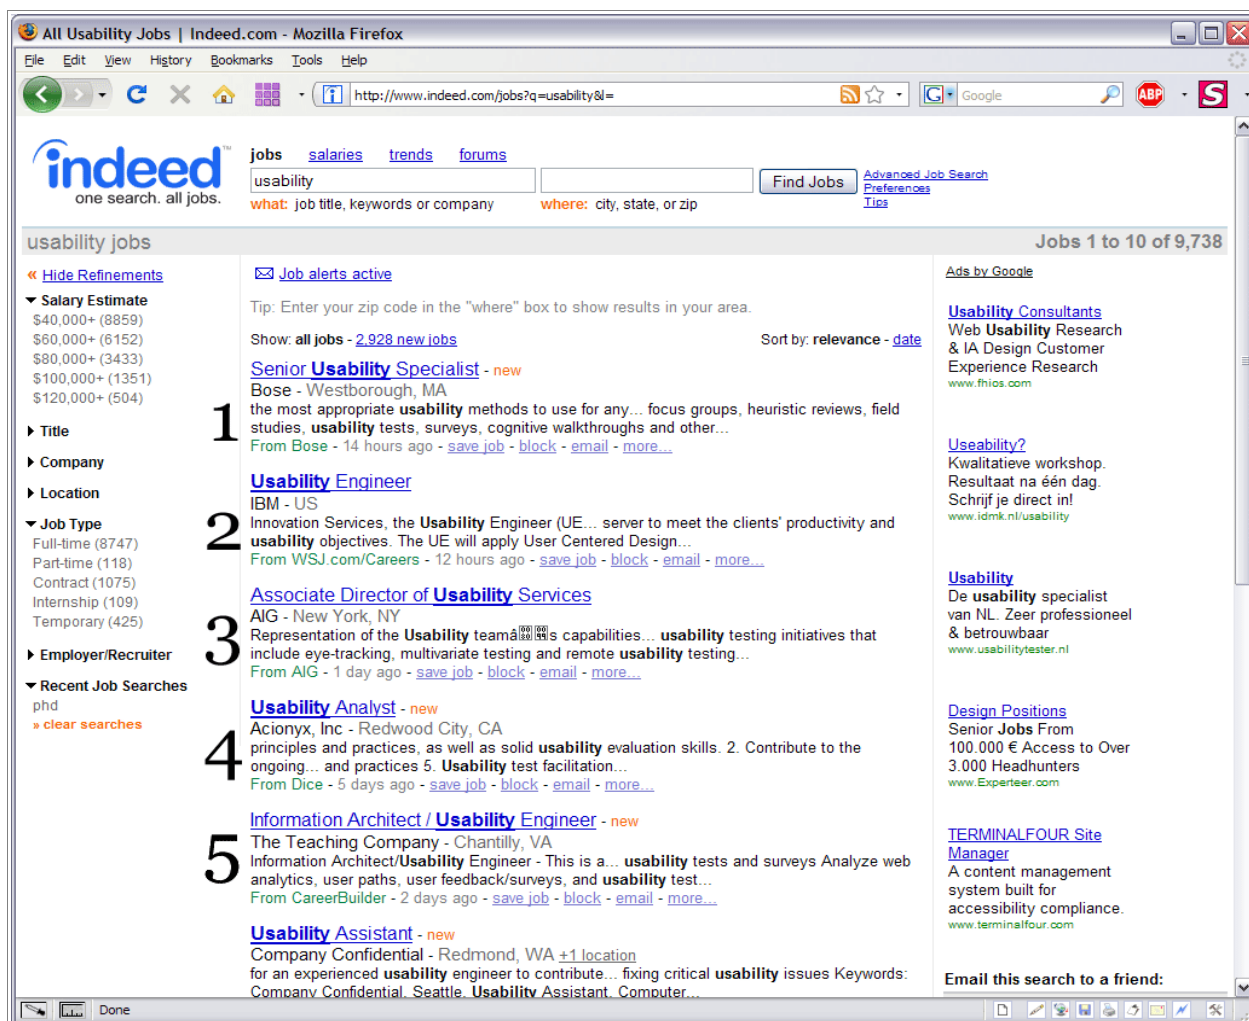 All Usability Jobs | Indeed.com - Mozilla Firefox
File Edit View History Bookmarks Tools Help
http://www.indeed.com/jobs?q=usability&l=
G Google
ABP
S
indeed™
one search. all jobs.
jobs salaries trends forums
usability
Find Jobs
Advanced Job Search
Preferences
Tips
what: job title, keywords or company
where: city, state, or zip
usability jobs
Jobs 1 to 10 of 9,738
« Hide Refinements
Salary Estimate
$40,000+ (8859)
$60,000+ (6152)
$80,000+ (3433)
$100,000+ (1351)
$120,000+ (504)
Title
Company
Location
Job Type
Full-time (8747)
Part-time (118)
Contract (1075)
Internship (109)
Temporary (425)
Employer/Recruiter
Recent Job Searches
phd
» clear searches
Job alerts active
Tip: Enter your zip code in the "where" box to show results in your area.
Show: all jobs - 2,928 new jobs
Sort by: relevance - date
1
Senior Usability Specialist - new
Bose - Westborough, MA
the most appropriate usability methods to use for any... focus groups, heuristic reviews, field
studies, usability tests, surveys, cognitive walkthroughs and other...
From Bose - 14 hours ago - save job - block - email - more...
2
Usability Engineer
IBM - US
Innovation Services, the Usability Engineer (UE... server to meet the clients' productivity and
usability objectives. The UE will apply User Centered Design...
From WSJ.com/Careers - 12 hours ago - save job - block - email - more...
3
Associate Director of Usability Services
AIG - New York, NY
Representation of the Usability teamâs capabilities... usability testing initiatives that
include eye-tracking, multivariate testing and remote usability testing...
From AIG - 1 day ago - save job - block - email - more...
4
Usability Analyst - new
Acionyx, Inc - Redwood City, CA
principles and practices, as well as solid usability evaluation skills. 2. Contribute to the
ongoing... and practices 5. Usability test facilitation...
From Dice - 5 days ago - save job - block - email - more...
5
Information Architect / Usability Engineer - new
The Teaching Company - Chantilly, VA
Information Architect/Usability Engineer - This is a... usability tests and surveys Analyze web
analytics, user paths, user feedback/surveys, and usability test...
From CareerBuilder - 2 days ago - save job - block - email - more...
Usability Assistant - new
Company Confidential - Redmond, WA +1 location
for an experienced usability engineer to contribute... fixing critical usability issues Keywords:
Company Confidential, Seattle, Usability Assistant, Computer...
Ads by Google
Usability Consultants
Web Usability Research
& IA Design Customer
Experience Research
www.fhios.com
Useability?
Kwalitatieve workshop.
Resultaat na één dag.
Schrijf je direct in!
www.idmk.nl/usability
Usability
De usability specialist
van NL. Zeer professioneel
& betrouwbaar
www.usabilitytester.nl
Design Positions
Senior Jobs From
100.000 € Access to Over
3.000 Headhunters
www.Experteer.com
TERMINALFOUR Site
Manager
A content management
system built for
accessibility compliance.
www.terminalfour.com
Email this search to a friend:
Done